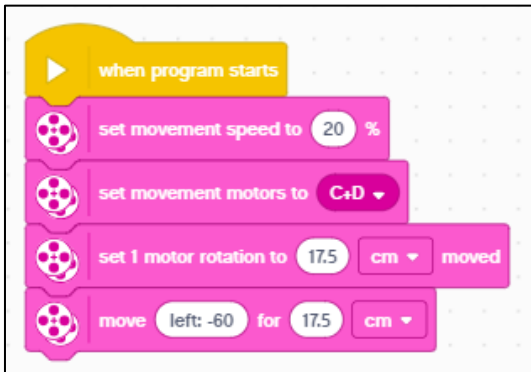 when program starts
set movement speed to 20 %
set movement motors to C+D
set 1 motor rotation to 17.5 cm moved
move left: -60 for 17.5 cm